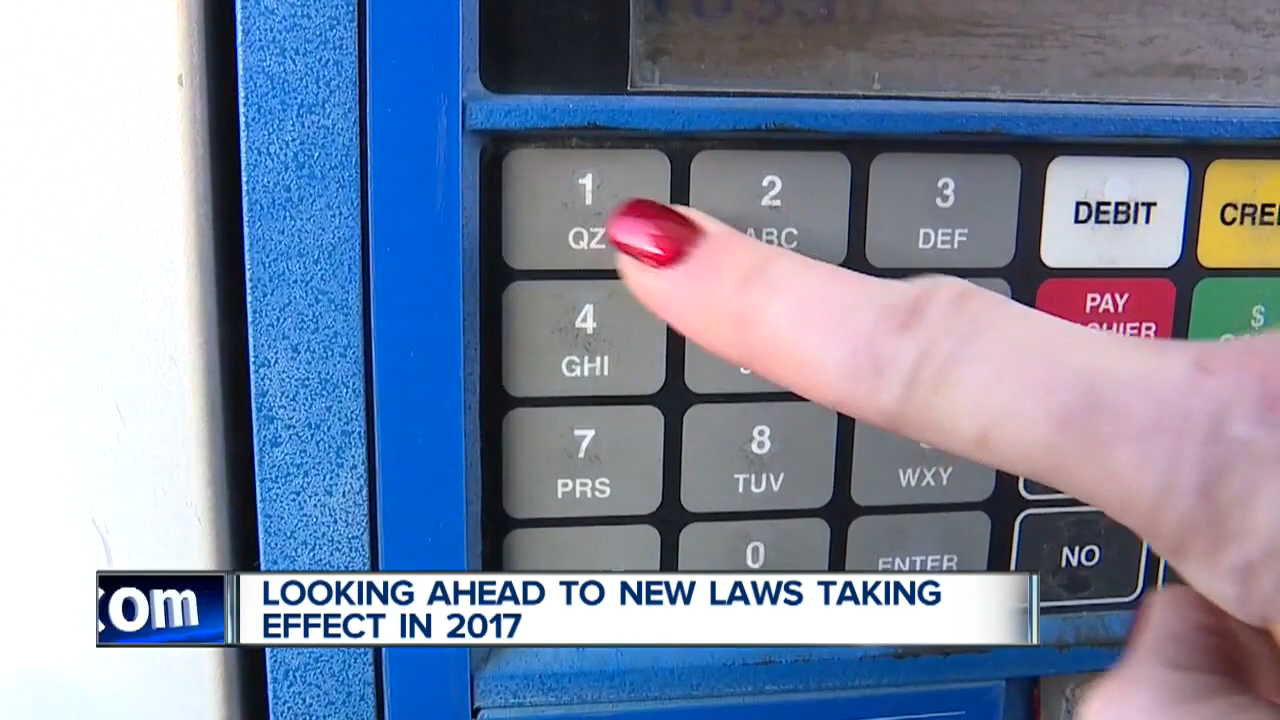 1
QZ
2
ABC
3
DEF
DEBIT
4
GHI
PAY
$
7
PRS
8
TUV
WXY
0
ENTER
NO
.com
LOOKING AHEAD TO NEW LAWS TAKING
EFFECT IN 2017